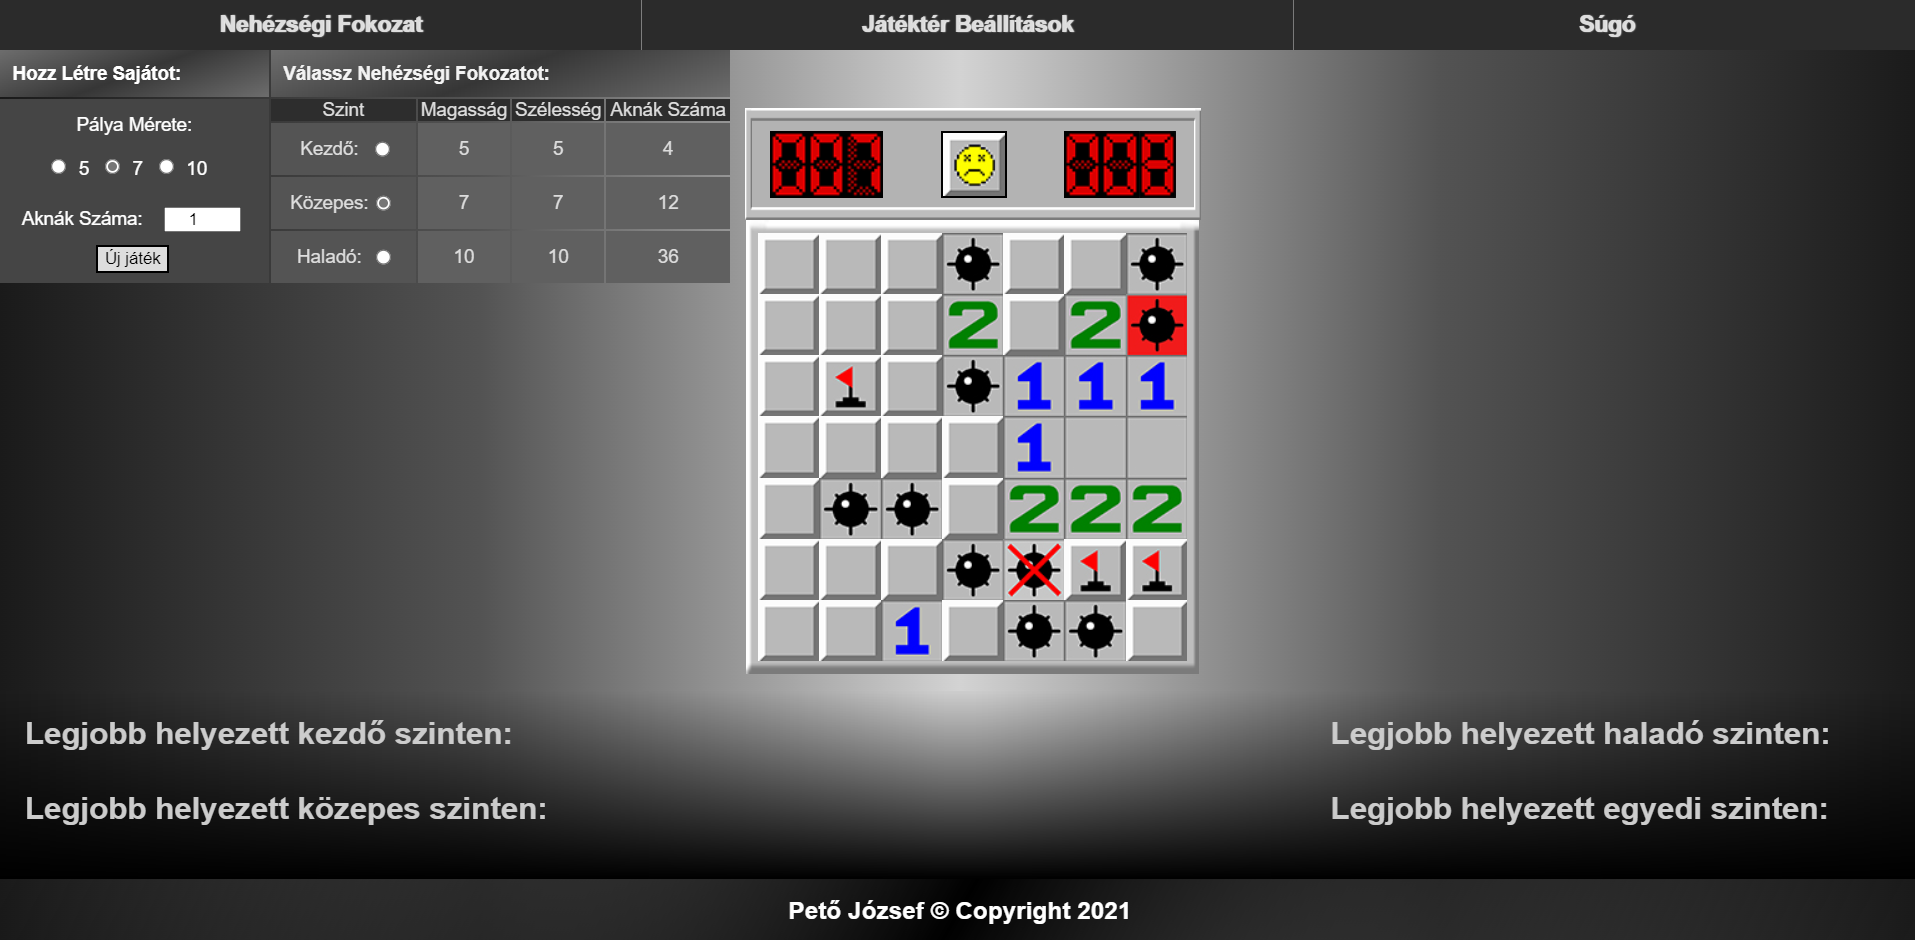 Nehézségi Fokozat Játéktér Beállítások Súgó
Hozz Létre Sajátot: Válassz Nehézségi Fokozatot:
Szint Magasság Szélesség Aknák Száma
Pálya Mérete:
Kezdő: 5 5 4
5 7 10
Közepes: 7 7 12
Aknák Száma: 1
Új játék
Haladó: 10 10 36
2 2
1 1 1
1
2 2 2
1
Legjobb helyezett kezdő szinten: Legjobb helyezett haladó szinten:
Legjobb helyezett közepes szinten: Legjobb helyezett egyedi szinten:
Pető József © Copyright 2021